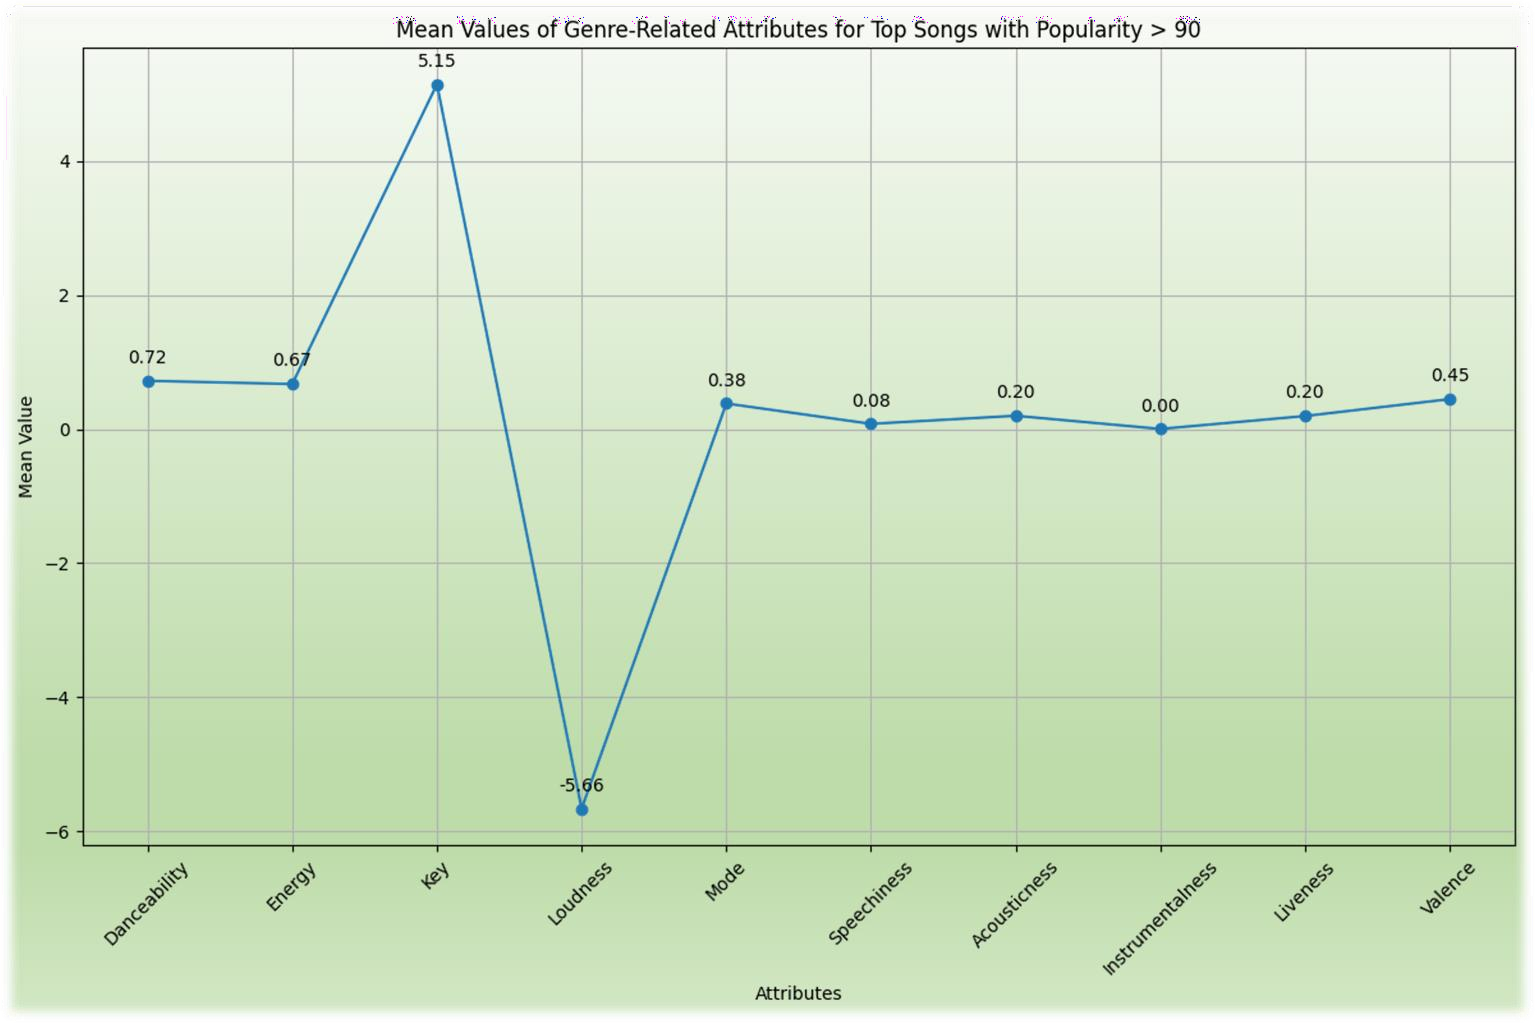 Mean Values of Genre-Related Attributes for Top Songs with Popularity > 90
5.15
4
2
0.72
0.67
0.38
0.08
0.20
0.00
0.20
0.45
0
Mean Value
−2
−4
-5.66
−6
Danceability
Energy
Key
Loudness
Mode
Speechiness
Acousticness
Instrumentalness
Liveness
Valence
Attributes